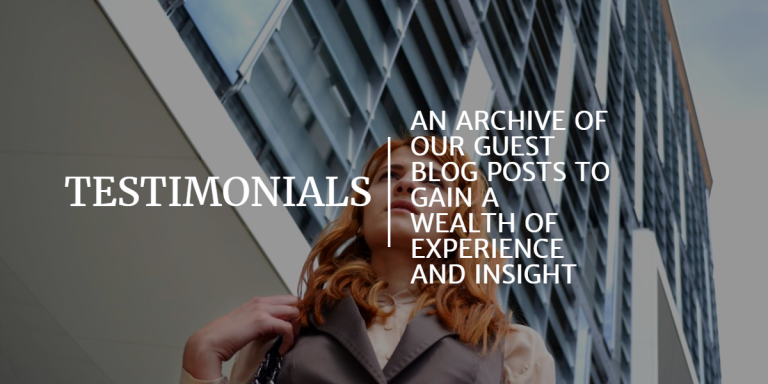 TESTIMONIALS
AN ARCHIVE OF
OUR GUEST
BLOG POSTS TO
GAIN A
WEALTH OF
EXPERIENCE
AND INSIGHT